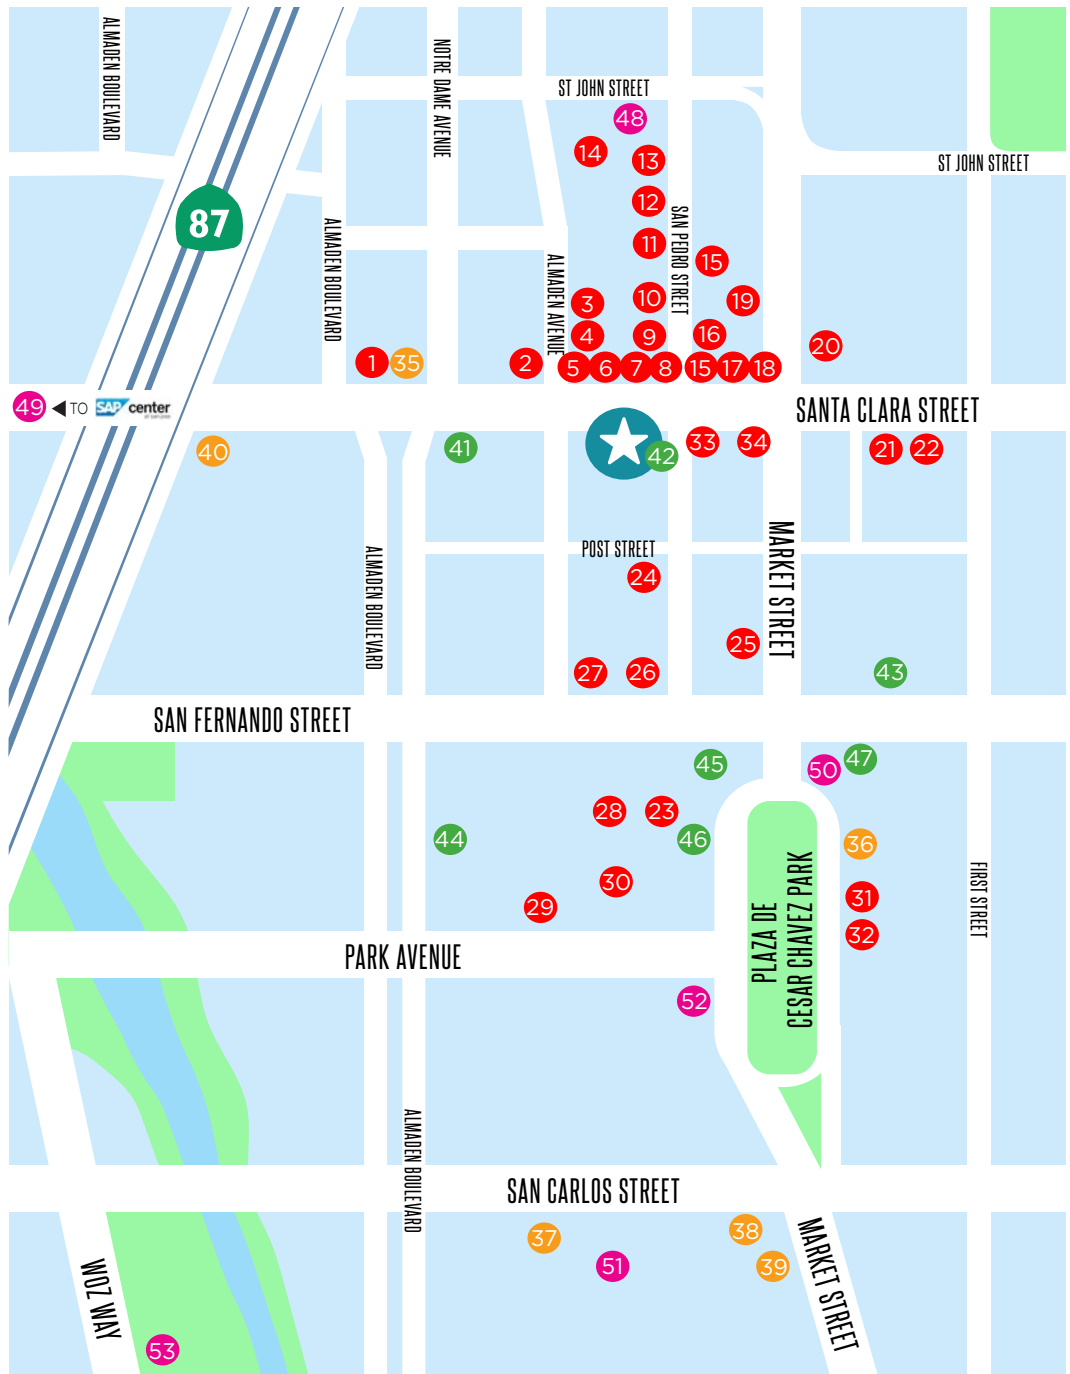 ALMADEN BOULEVARD
NOTRE DAME AVENUE
ST JOHN STREET
48
14
13
ST JOHN STREET
12
87
SAN PEDRO STREET
ALMADEN BOULEVARD
11
15
ALMADEN AVENUE
3
10
19
4
9
16
20
1
35
2
5
6
7
8
15
17
18
49
TO SAP center
SANTA CLARA STREET
40
41
42
33
34
21
22
POST STREET
ALMADEN BOULEVARD
MARKET STREET
24
25
27
26
43
SAN FERNANDO STREET
45
50
47
28
23
44
46
36
30
29
31
32
PLAZA DE
CESAR CHAVEZ PARK
FIRST STREET
PARK AVENUE
52
ALMADEN BOULEVARD
SAN CARLOS STREET
37
38
51
39
MARKET STREET
WOZ WAY
53